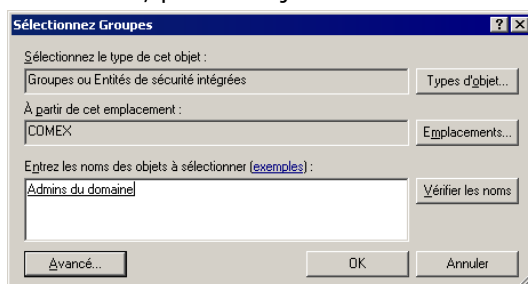 Sélectionnez Groupes
Sélectionnez le type de cet objet :
Groupes ou Entités de sécurité intégrées
Types d'objet...
À partir de cet emplacement :
COMEX
Emplacements...
Entrez les noms des objets à sélectionner (exemples) :
Admins du domaine
Vérifier les noms
Avancé...
OK
Annuler